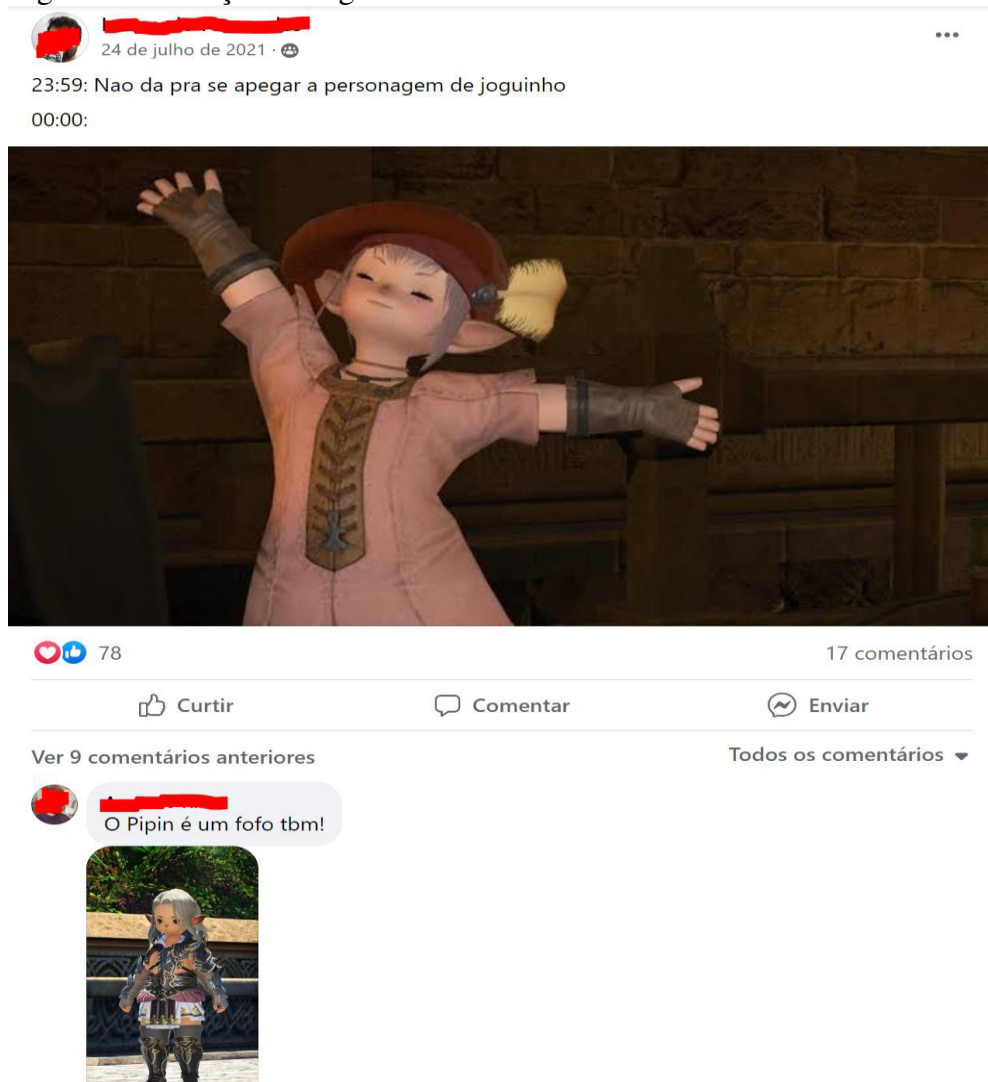 24 de julho de 2021 ·
23:59: Nao da pra se apegar a personagem de joguinho
00:00:
78
17 comentários
Curtir
Comentar
Enviar
Ver 9 comentários anteriores
Todos os comentários
O Pipin é um fofo tbm!